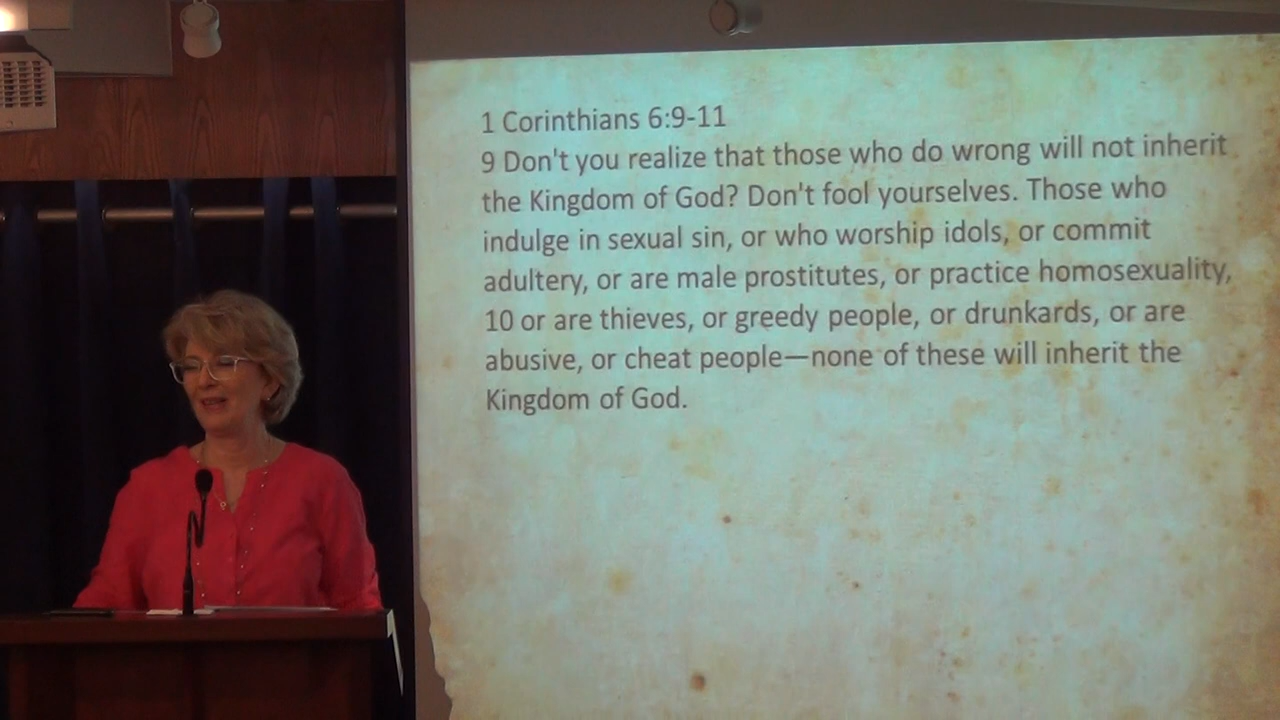 1 Corinthians 6:9-11
9 Don't you realize that those who do wrong will not inherit
the Kingdom of God? Don't fool yourselves. Those who
indulge in sexual sin, or who worship idols, or commit
adultery, or are male prostitutes, or practice homosexuality,
10 or are thieves, or greedy people, or drunkards, or are
abusive, or cheat people—none of these will inherit the
Kingdom of God.